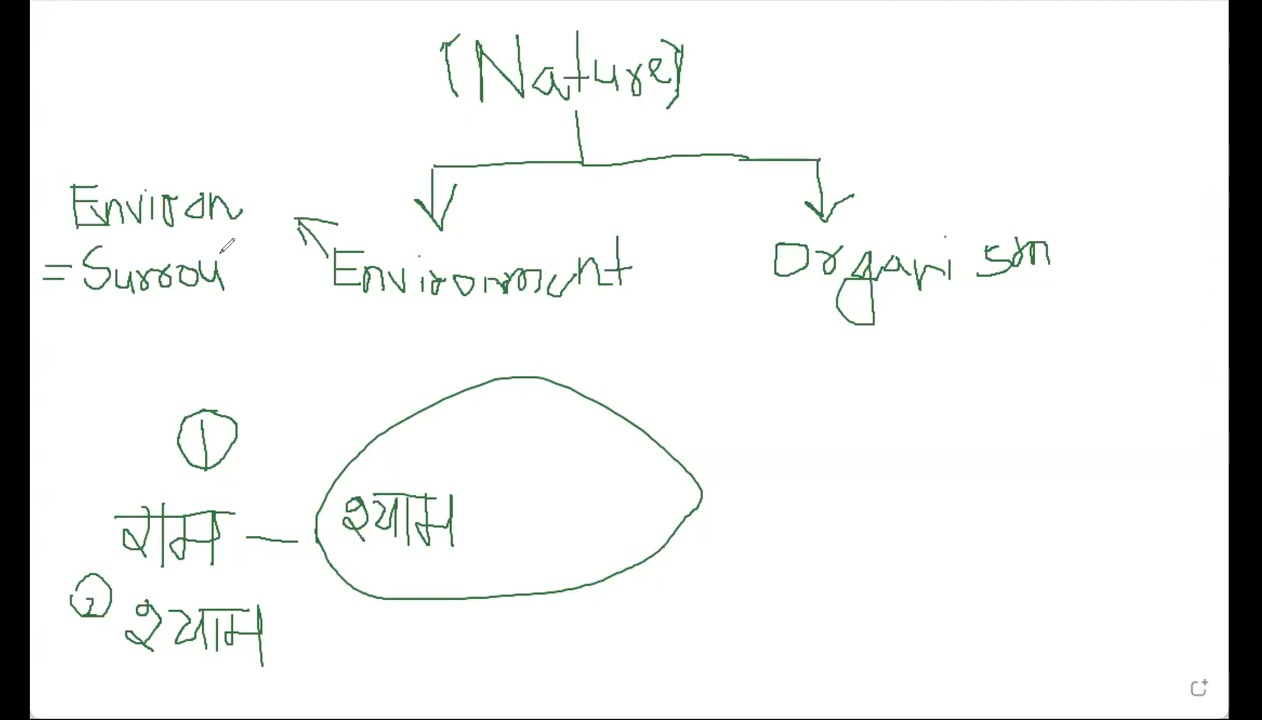 (Nature)
Environ
= Surrou
Environment
Organism
1
राम — श्याम
2
श्याम